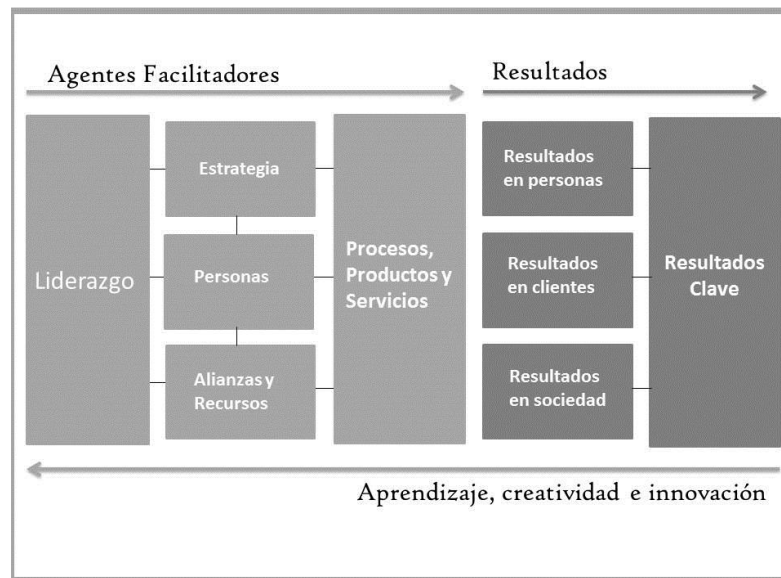 Agentes Facilitadores
Resultados
Liderazgo
Estrategia
Personas
Alianzas y
Recursos
Procesos,
Productos y
Servicios
Resultados
en personas
Resultados
en clientes
Resultados
en sociedad
Resultados
Clave
Aprendizaje, creatividad e innovación